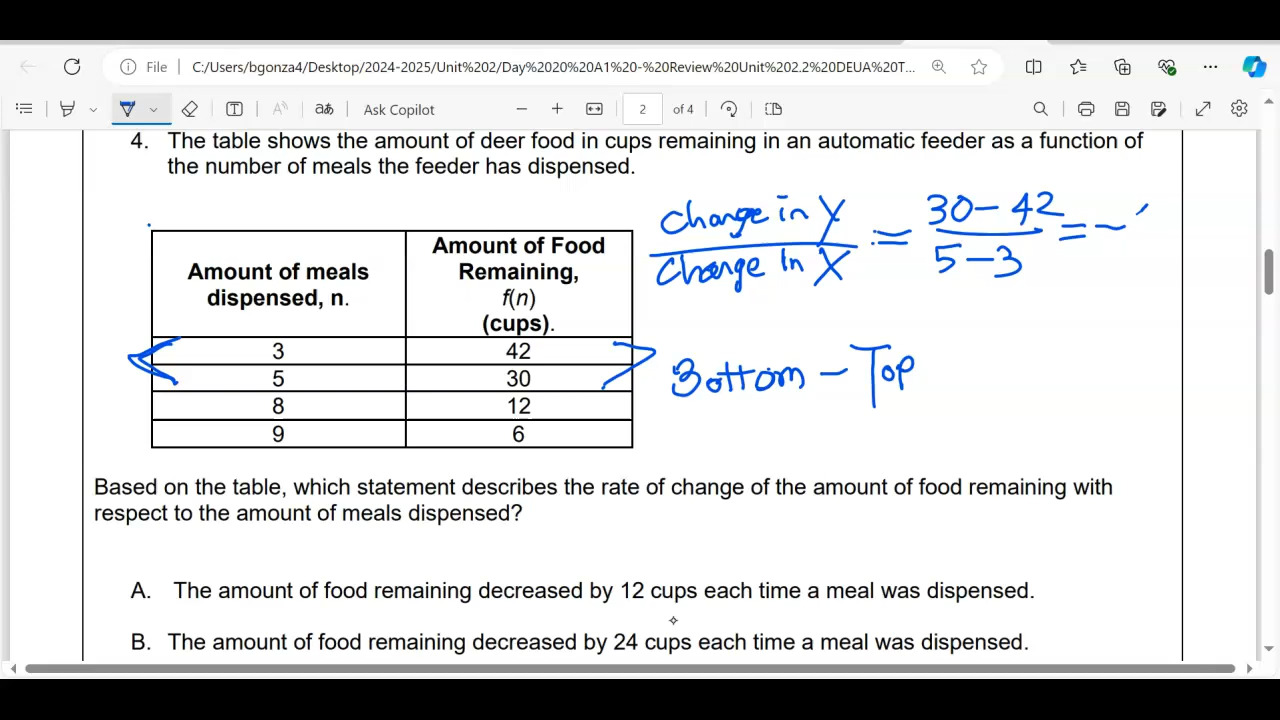 File
C:/Users/bgonza4/Desktop/2024-2025/Unit%202/Day%2020%20A1%20-%20Review%20Unit%202.2%20DEUA%20T...
Ask Copilot
2
of 4
4. The table shows the amount of deer food in cups remaining in an automatic feeder as a function of
the number of meals the feeder has dispensed.
Amount of meals dispensed, n.
Amount of Food Remaining, f(n) (cups).
3 42
5 30
8 12
9 6
Change in Y
Change in X
= 30 - 42
5 - 3
= -
Bottom - Top
Based on the table, which statement describes the rate of change of the amount of food remaining with
respect to the amount of meals dispensed?
A. The amount of food remaining decreased by 12 cups each time a meal was dispensed.
B. The amount of food remaining decreased by 24 cups each time a meal was dispensed.